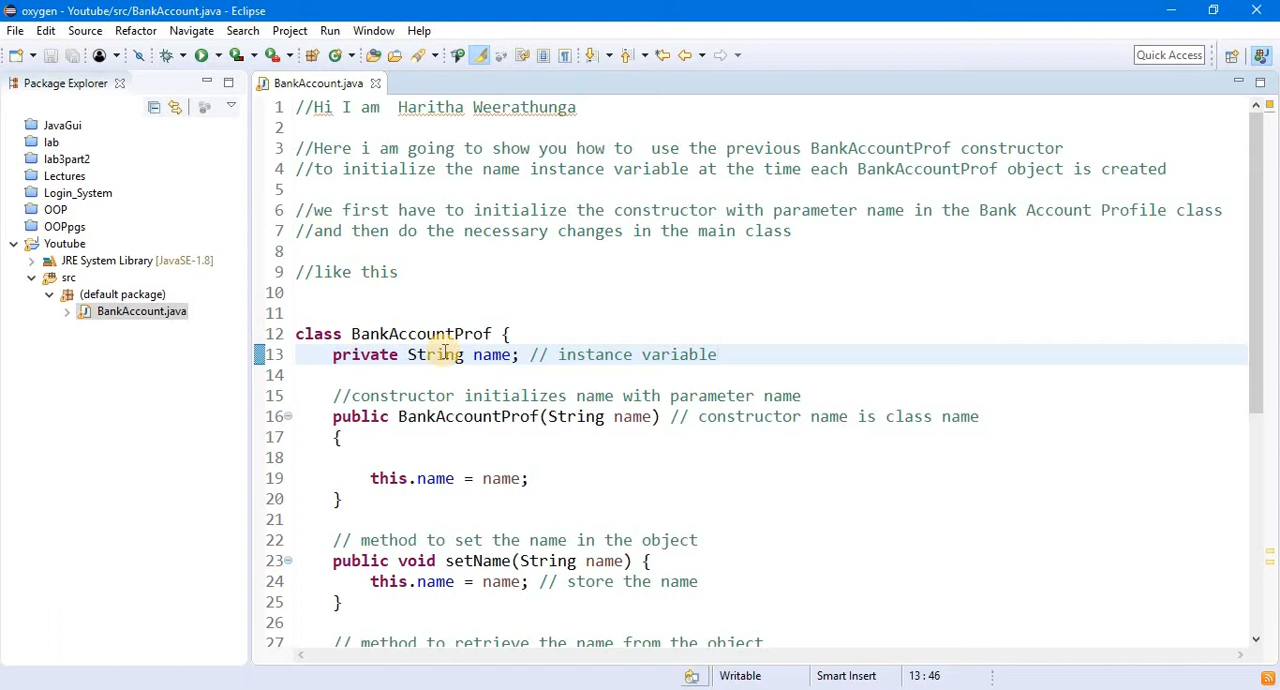 oxygen - Youtube/src/BankAccount.java - Eclipse
File Edit Source Refactor Navigate Search Project Run Window Help
Quick Access
Package Explorer
BankAccount.java
JavaGui
lab
lab3part2
Lectures
Login_System
OOP
OOPpgs
Youtube
JRE System Library [JavaSE-1.8]
src
(default package)
BankAccount.java
1 //Hi I am  Haritha Weerathunga
2
3 //Here i am going to show you how to  use the previous BankAccountProf constructor
4 //to initialize the name instance variable at the time each BankAccountProf object is created
5
6 //we first have to initialize the constructor with parameter name in the Bank Account Profile class
7 //and then do the necessary changes in the main class
8
9 //like this
10
11
12 class BankAccountProf {
13     private String name; // instance variable
14
15     //constructor initializes name with parameter name
16     public BankAccountProf(String name) // constructor name is class name
17     {
18
19         this.name = name;
20     }
21
22     // method to set the name in the object
23     public void setName(String name) {
24         this.name = name; // store the name
25     }
26
27     // method to retrieve the name from the object
Writable Smart Insert 13 : 46